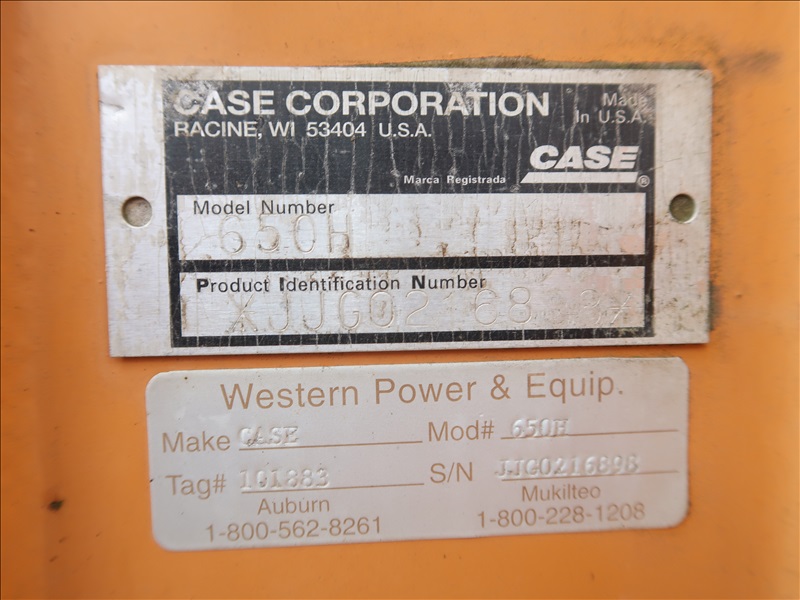 CASE CORPORATION
Made
In U.S.A.
RACINE, WI 53404 U.S.A.
CASE
Marca Registrada
®
Model Number
650H
Product Identification Number
Western Power & Equip.
Make CASE Mod# 650H
Tag# 101883 S/N JJG0216898
Auburn Mukilteo
1-800-562-8261 1-800-228-1208